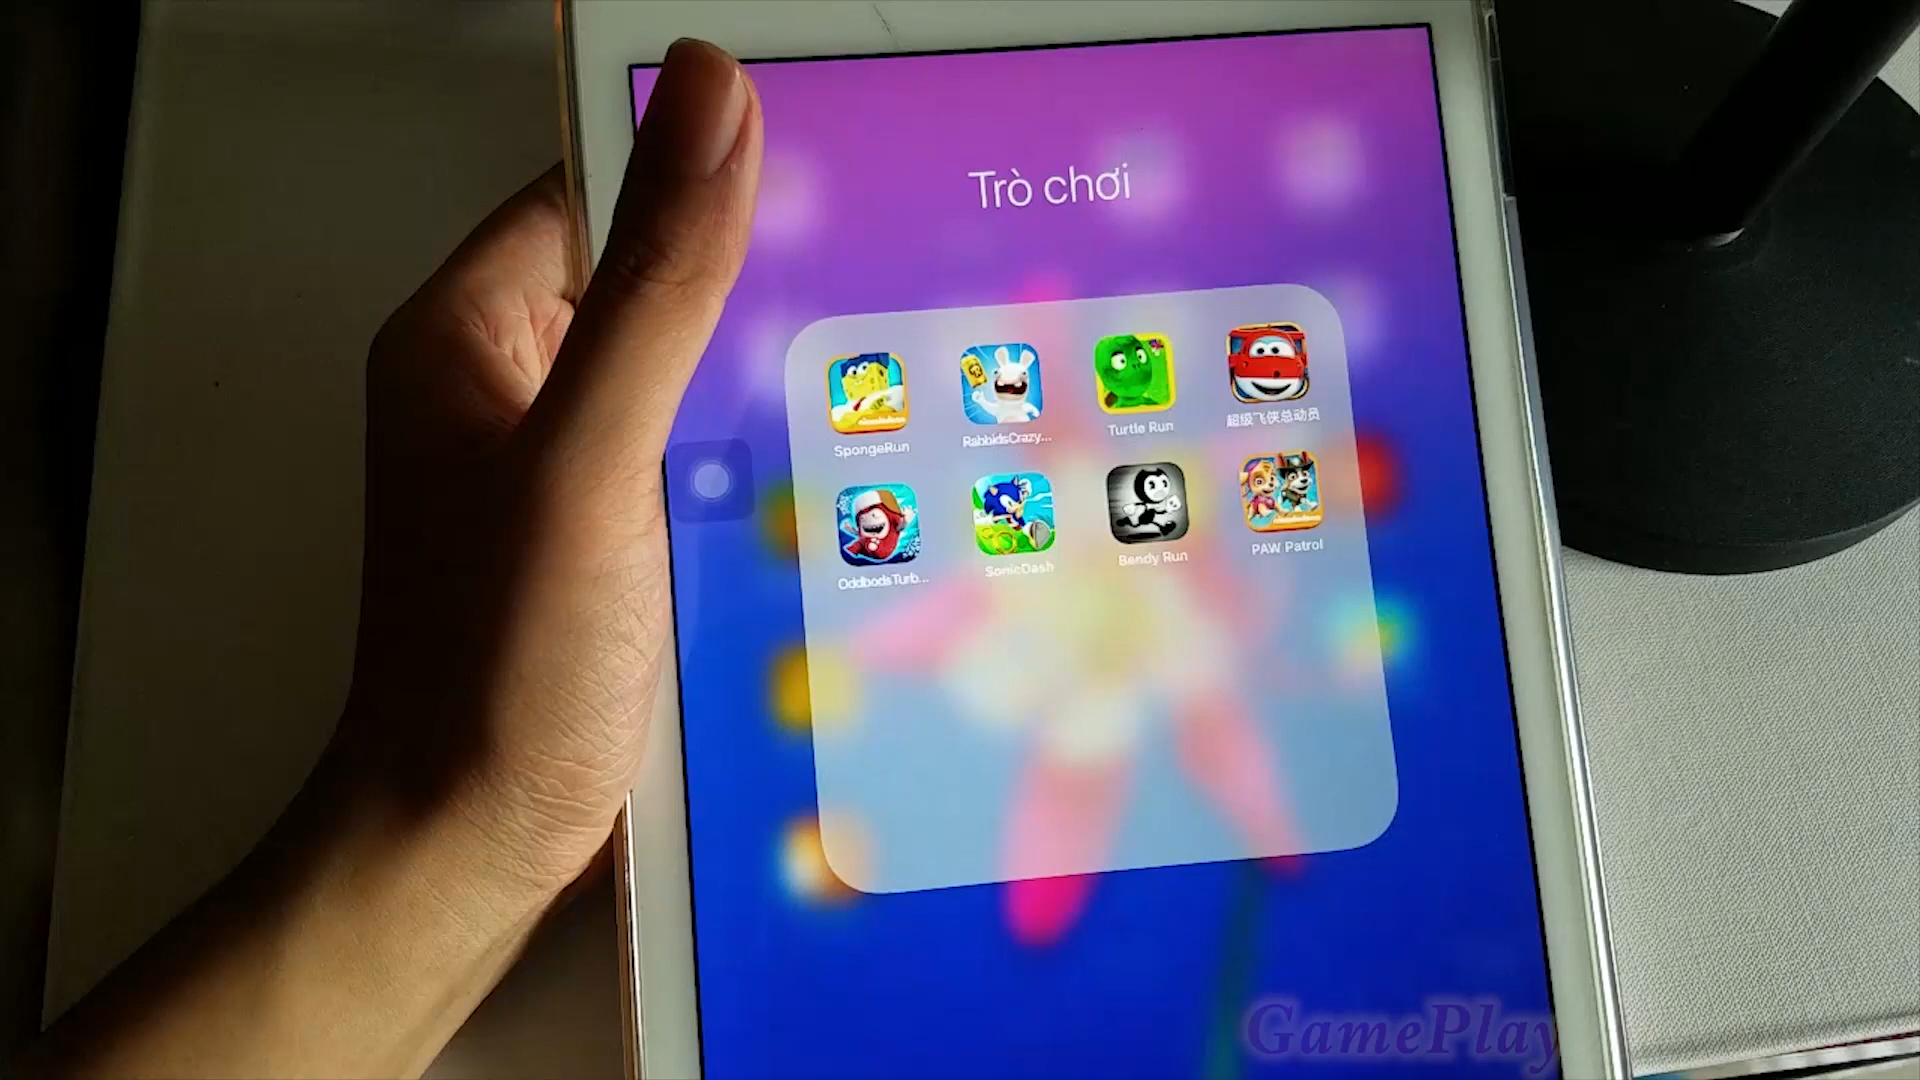 Trò chơi
SpongeRun
RabbidsCrazy...
Turtle Run
超级飞侠总动员
OddbodsTurb...
SonicDash
Bendy Run
PAW Patrol
GamePlay